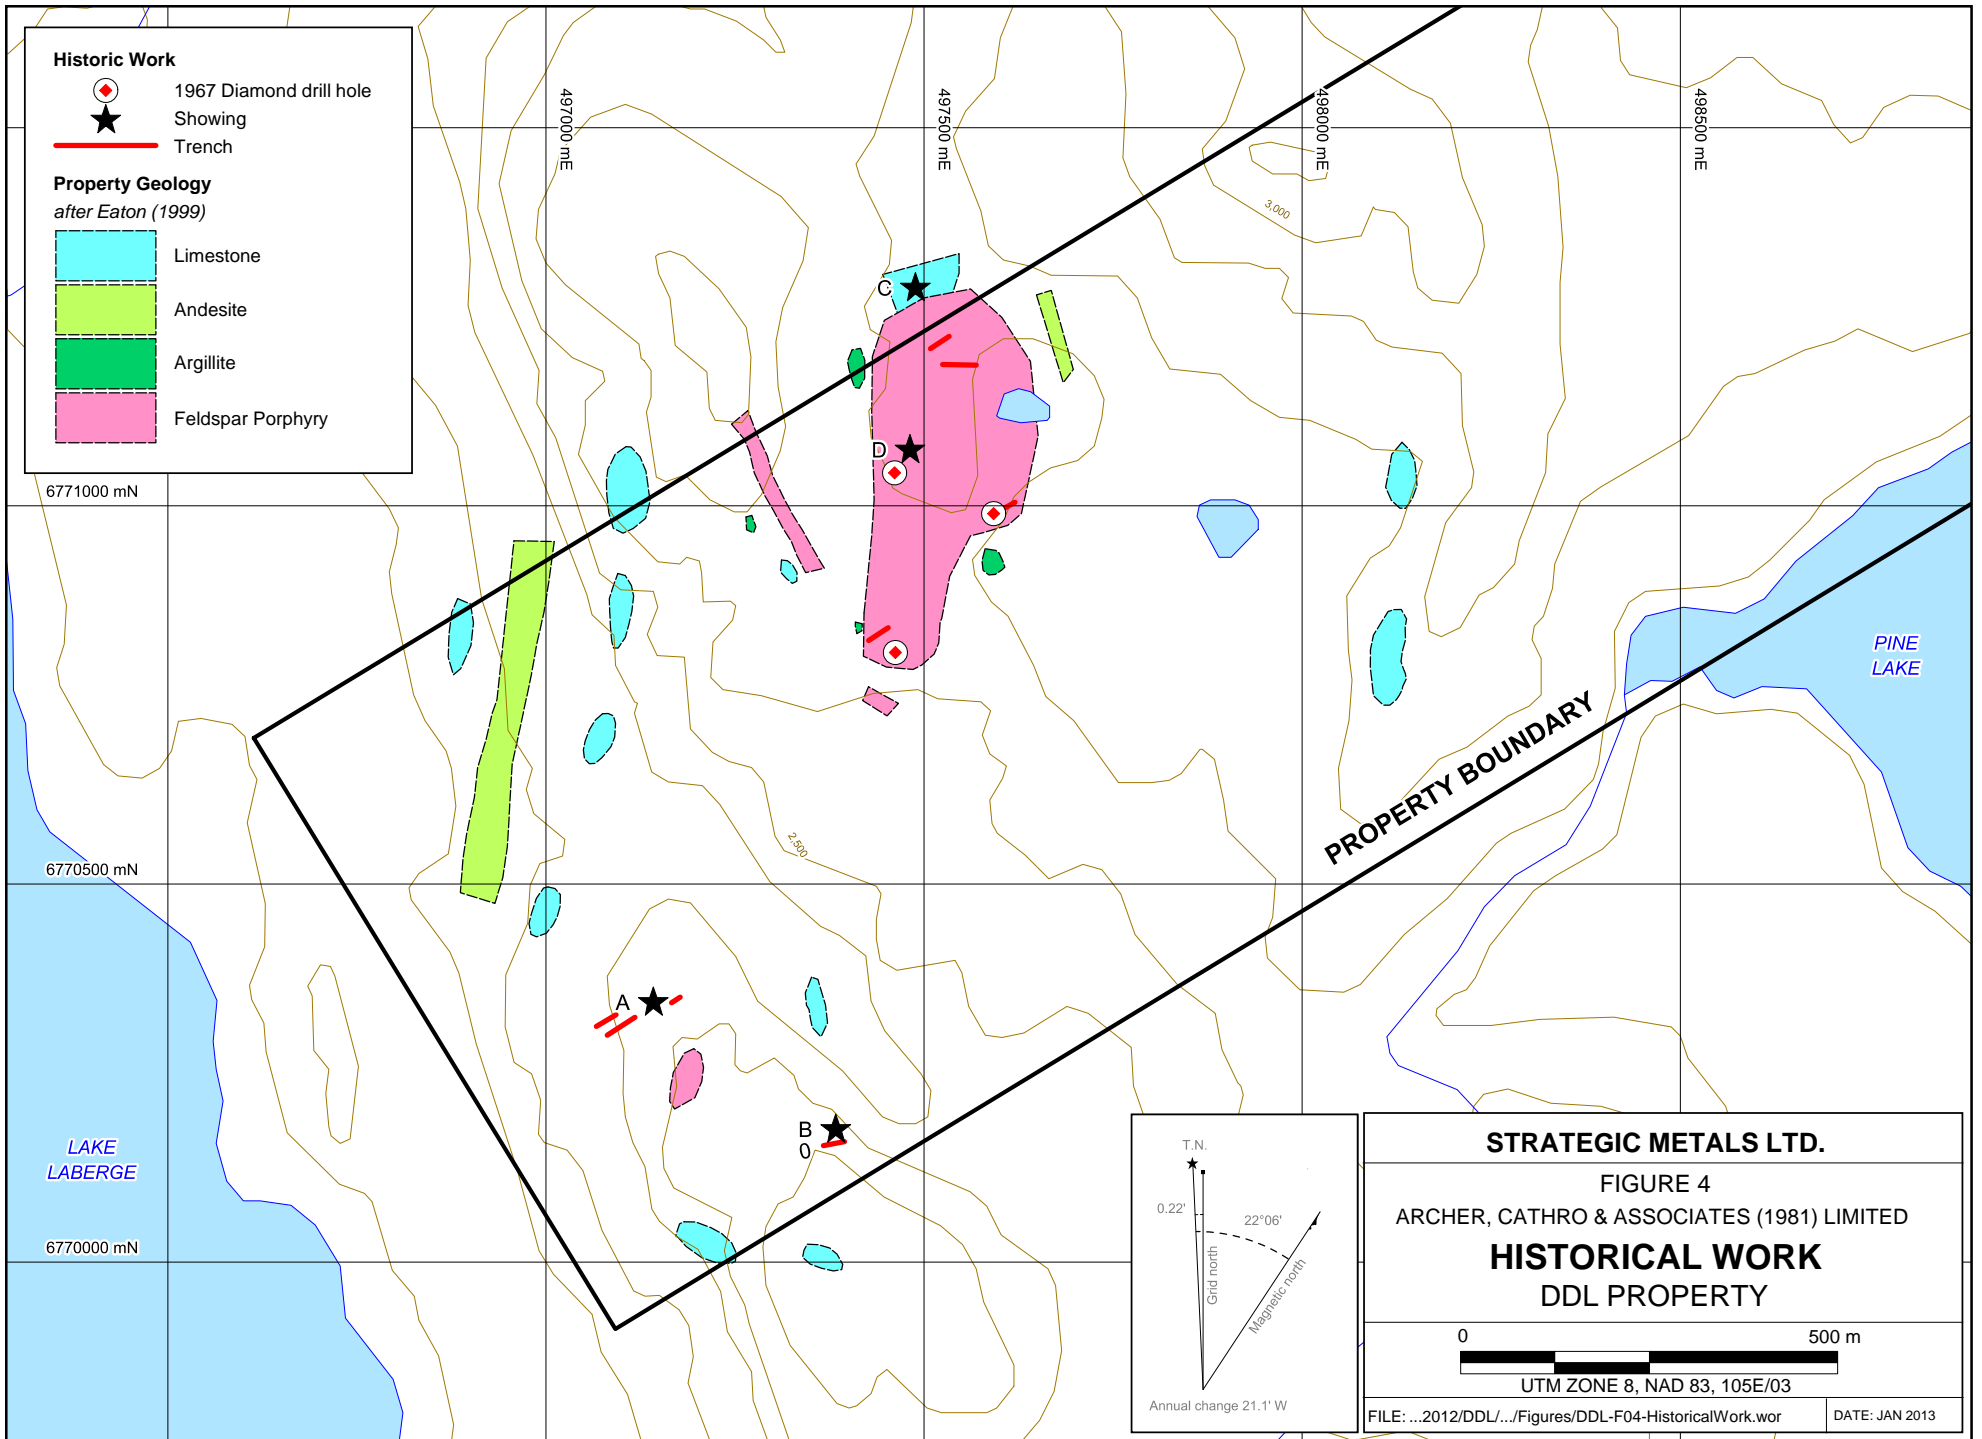 Historic Work
1967 Diamond drill hole
Showing
Trench
Property Geology
after Eaton (1999)
Limestone
Andesite
Argillite
Feldspar Porphyry
497000 mE
497500 mE
498000 mE
498500 mE
3,000
C
D
6771000 mN
PINE
LAKE
PROPERTY BOUNDARY
2,500
6770500 mN
A
B
0
LAKE
LABERGE
6770000 mN
T.N.
0.22'
22°06'
Grid north
Magnetic north
Annual change 21.1' W
STRATEGIC METALS LTD.
FIGURE 4
ARCHER, CATHRO & ASSOCIATES (1981) LIMITED
HISTORICAL WORK
DDL PROPERTY
0 500 m
UTM ZONE 8, NAD 83, 105E/03
FILE: ...2012/DDL/.../Figures/DDL-F04-HistoricalWork.wor
DATE: JAN 2013